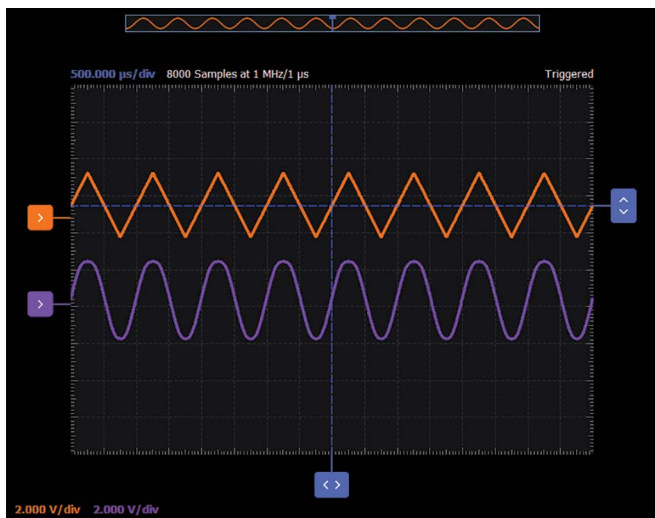 500.000 µs/div 8000 Samples at 1 MHz/1 µs Triggered
2.000 V/div 2.000 V/div